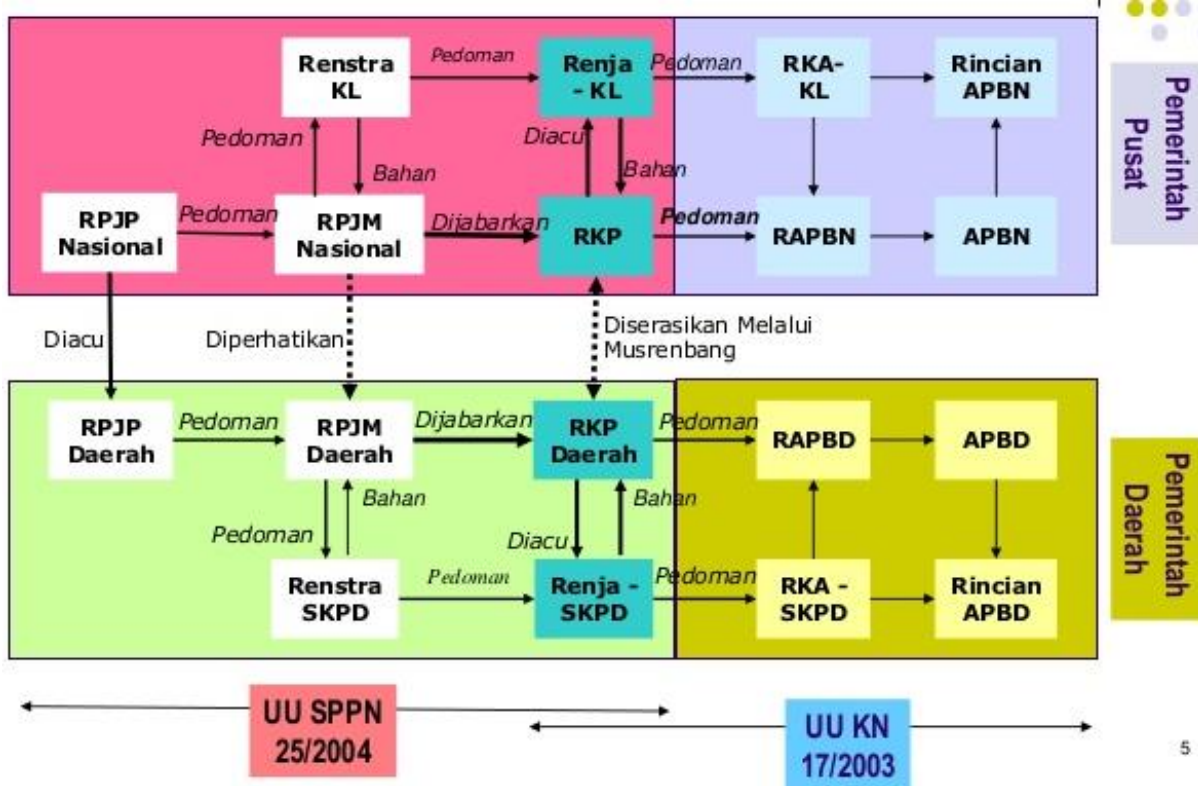 Renstra
KL
Pedoman
Renja
- KL
Pedoman
RKA-
KL
Rincian
APBN
Pedoman
Bahan
Diacu
Bahan
RPJP
Nasional
Pedoman
RPJM
Nasional
Dijabarkan
RKP
Pedoman
RAPBN
APBN
Pemerintah
Pusat
Diacu
Diperhatikan
Diserasikan Melalui
Musrenbang
RPJP
Daerah
Pedoman
RPJM
Daerah
Dijabarkan
RKP
Daerah
Pedoman
RAPBD
APBD
Pedoman
Bahan
Diacu
Bahan
Renstra
SKPD
Pedoman
Renja -
SKPD
Pedoman
RKA -
SKPD
Rincian
APBD
Pemerintah
Daerah
UU SPPN
25/2004
UU KN
17/2003
5